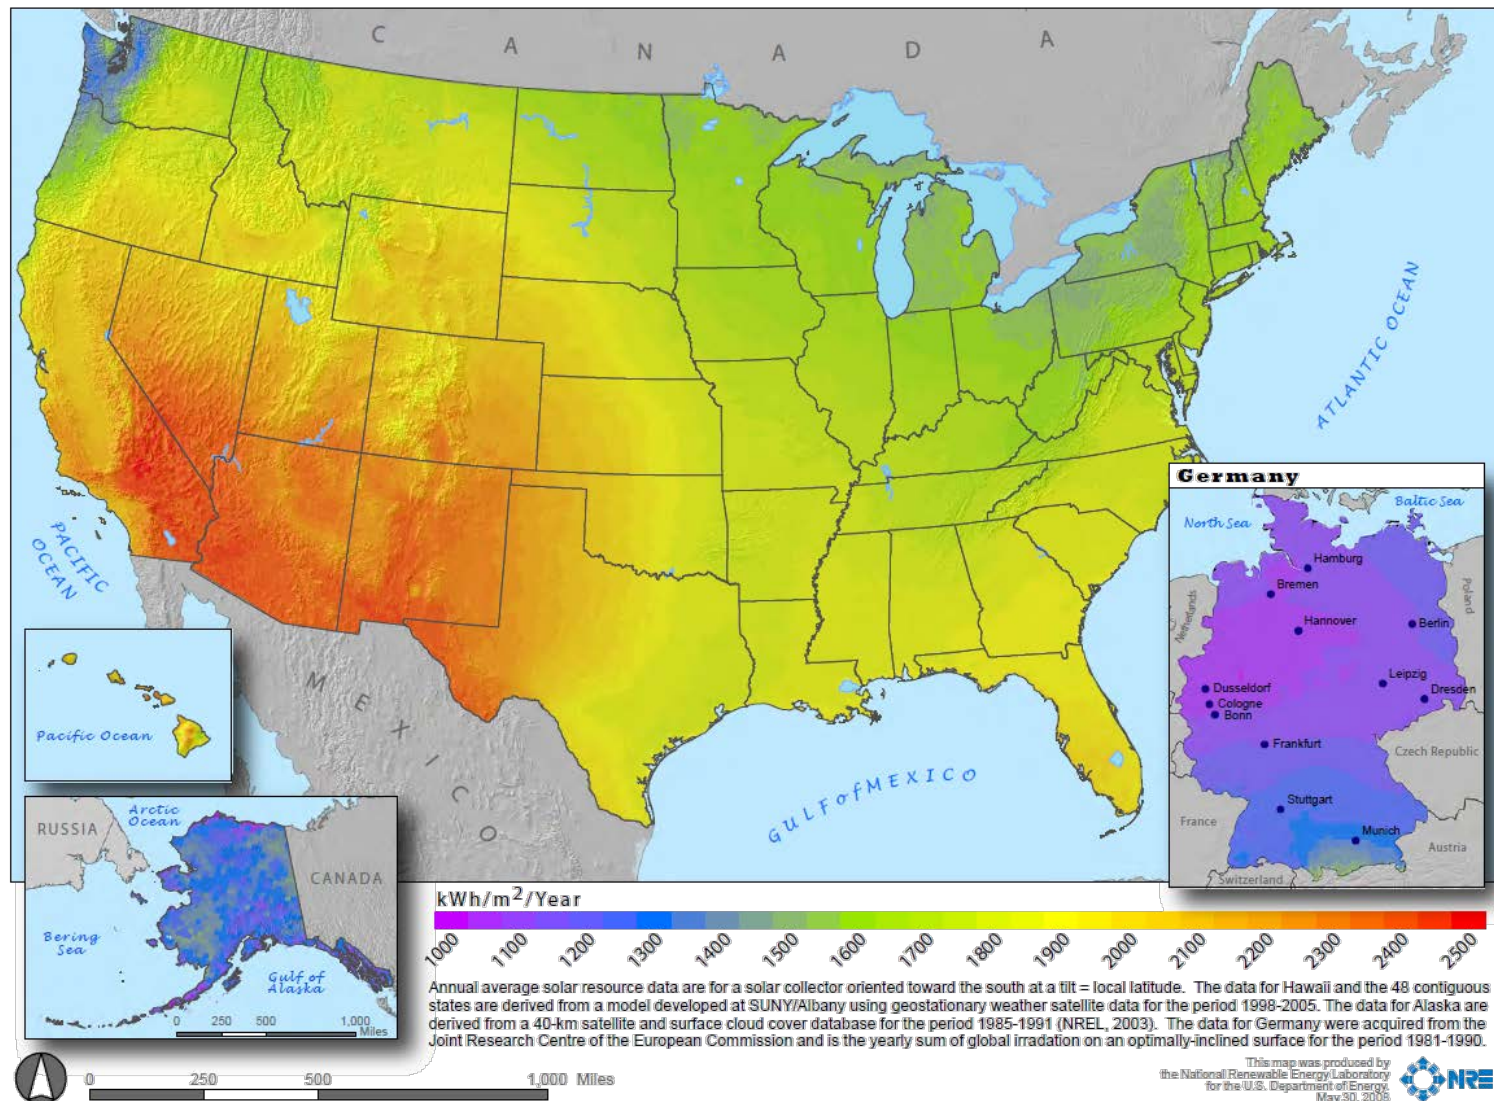 C A N A D A
ATLANTIC OCEAN
PACIFIC
OCEAN
MEXICO
GULF of MEXICO
Pacific Ocean
Arctic
Ocean
RUSSIA
CANADA
Bering
Sea
Gulf of
Alaska
0 250 500 1,000
Miles
Germany
North Sea
Baltic Sea
Hamburg
Bremen
Netherlands
Poland
Hannover
Berlin
Leipzig
Dusseldorf
Dresden
Cologne
Bonn
Frankfurt
Czech Republic
Stuttgart
France
Munich
Austria
Switzerland
kWh/m²/Year
1000 1100 1200 1300 1400 1500 1600 1700 1800 1900 2000 2100 2200 2300 2400 2500
Annual average solar resource data are for a solar collector oriented toward the south at a tilt = local latitude. The data for Hawaii and the 48 contiguous
states are derived from a model developed at SUNY/Albany using geostationary weather satellite data for the period 1998-2005. The data for Alaska are
derived from a 40-km satellite and surface cloud cover database for the period 1985-1991 (NREL, 2003). The data for Germany were acquired from the
Joint Research Centre of the European Commission and is the yearly sum of global irradation on an optimally-inclined surface for the period 1981-1990.
0 250 500 1,000 Miles
This map was produced by
the National Renewable Energy Laboratory
for the U.S. Department of Energy.
May 30, 2008
NRE